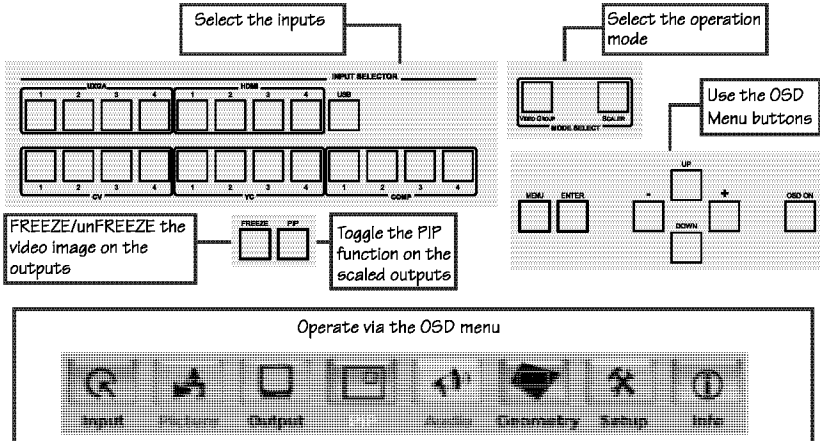 Select the inputs
Select the operation
mode
INPUT SELECTOR
UXGA
HDMI
1 2 3 4 1 2 3 4 USB
VIDEO GROUP SCALER
MODE SELECT
Use the OSD
Menu buttons
1 2 3 4 1 2 3 4 1 2 3 4
CV YC COMP
UP
MENU ENTER - + OSD ON
DOWN
FREEZE/unFREEZE the
video image on the
outputs
FREEZE PIP
Toggle the PIP
function on the
scaled outputs
Operate via the OSD menu
Input Picture Output PIP Audio Geometry Setup Info